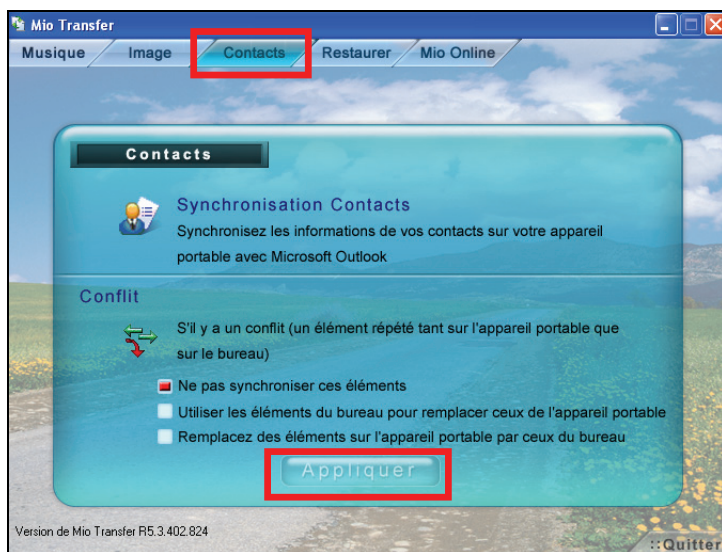 Mio Transfer
Musique Image Contacts Restaurer Mio Online
Contacts
Synchronisation Contacts
Synchronisez les informations de vos contacts sur votre appareil
portable avec Microsoft Outlook
Conflit
S'il y a un conflit (un élément répété tant sur l'appareil portable que
sur le bureau)
Ne pas synchroniser ces éléments
Utiliser les éléments du bureau pour remplacer ceux de l'appareil portable
Remplacez des éléments sur l'appareil portable par ceux du bureau
Appliquer
Version de Mio Transfer R5.3.402.824
::Quitter